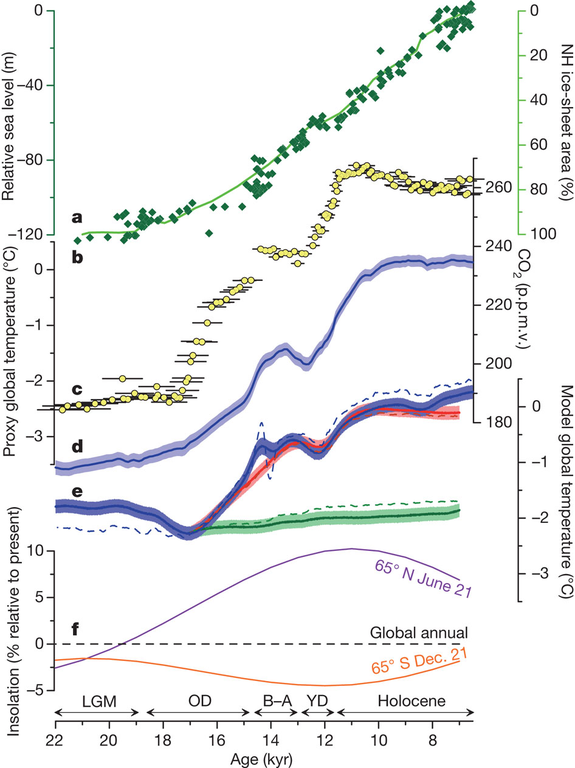 0
−40
−80
−120
Relative sea level (m)
0
20
40
60
80
100
NH ice-sheet area (%)
a
b
c
d
e
f
0
−1
−2
−3
Proxy global temperature (°C)
260
240
220
200
180
CO2 (p.p.m.v.)
0
−1
−2
−3
Model global temperature (°C)
10
5
0
−5
Insolation (% relative to present)
65° N June 21
Global annual
65° S Dec. 21
LGM OD B–A YD Holocene
22 20 18 16 14 12 10 8
Age (kyr)